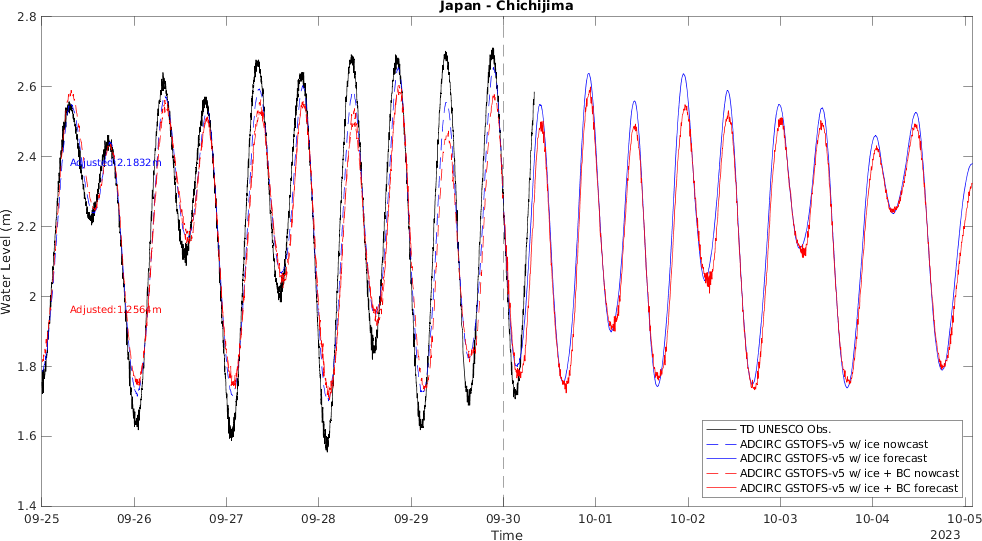 Japan - Chichijima
2.8
2.6
2.4
2.2
2
1.8
1.6
1.4
Water Level (m)
Adjusted:2.1832m
Adjusted:1.2564m
TD UNESCO Obs.
ADCIRC GSTOFS-v5 w/ ice nowcast
ADCIRC GSTOFS-v5 w/ ice forecast
ADCIRC GSTOFS-v5 w/ ice + BC nowcast
ADCIRC GSTOFS-v5 w/ ice + BC forecast
09-25 09-26 09-27 09-28 09-29 09-30 10-01 10-02 10-03 10-04 10-05
Time
2023